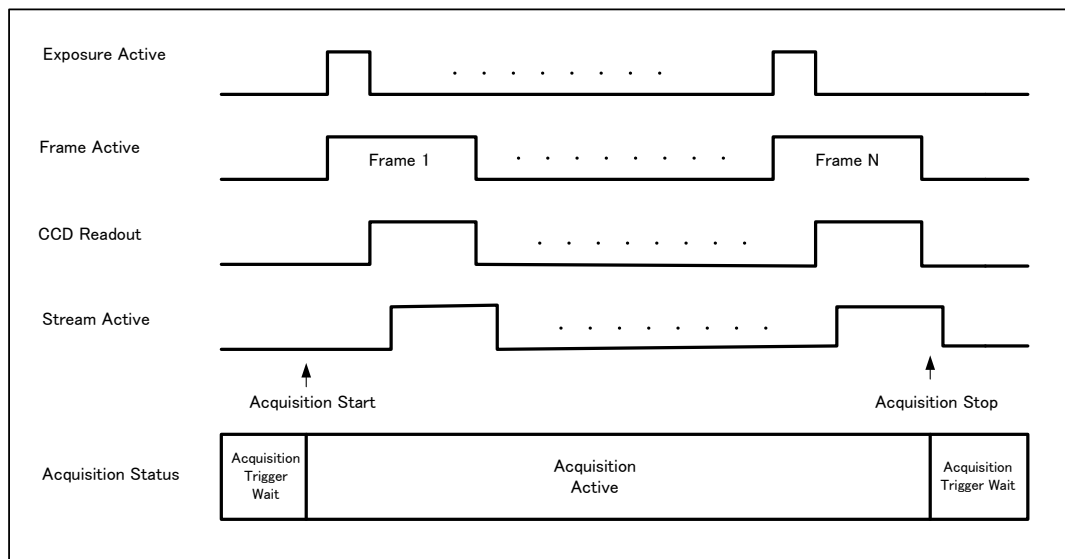 Exposure Active
Frame Active
Frame 1
Frame N
CCD Readout
Stream Active
Acquisition Start
Acquisition Stop
Acquisition Status
Acquisition
Trigger
Wait
Acquisition
Active
Acquisition
Trigger Wait